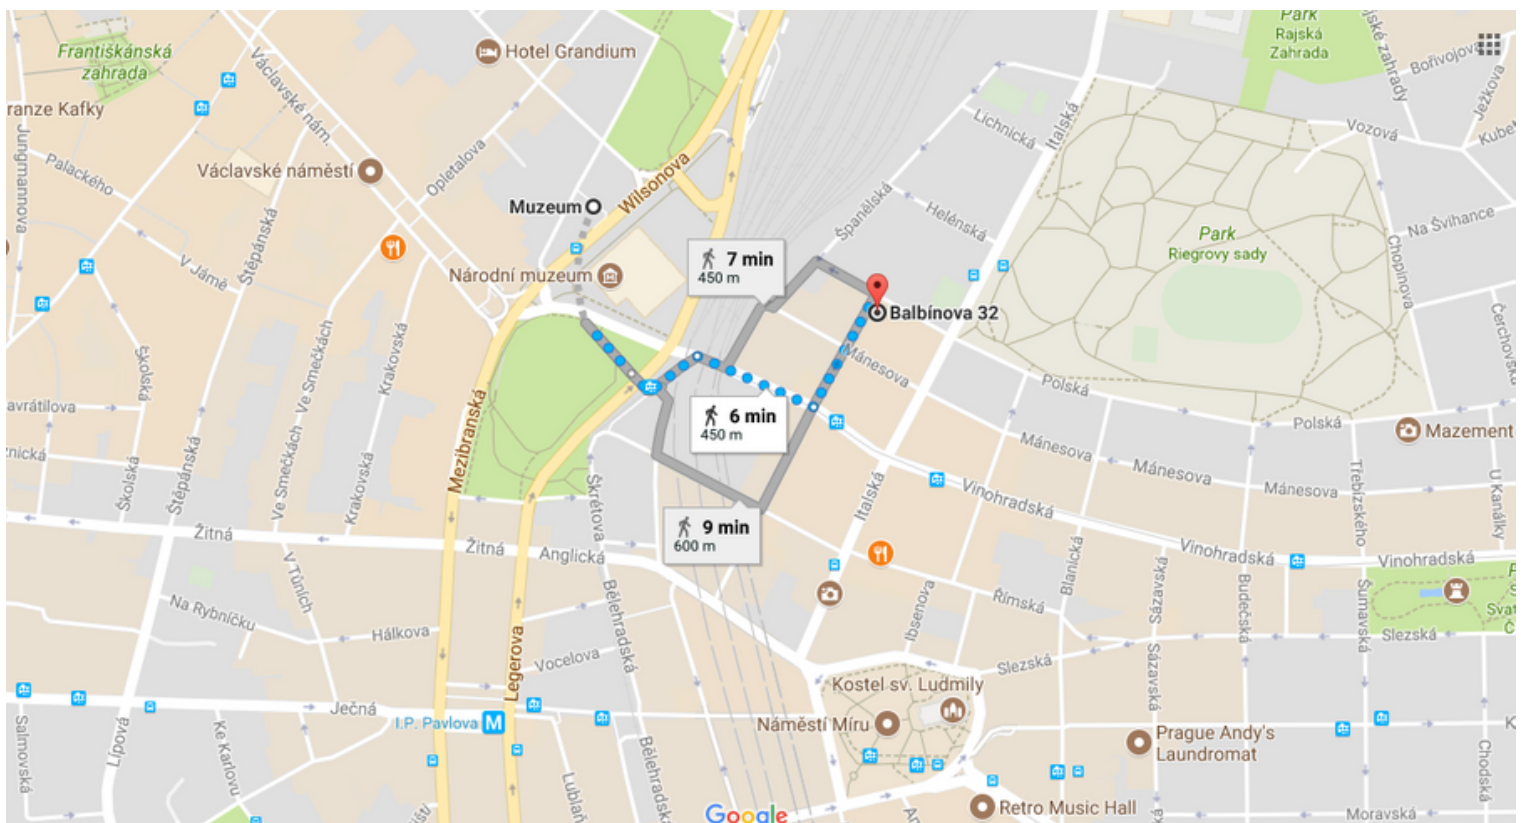 Františkánská
zahrada
ranze Kafky
Jungmannova
Palackého
Václavské nám.
Václavské náměstí
Opletalova
Hotel Grandium
V Jámě
Štěpánská
Muzeum
Wilsonova
Národní muzeum
7 min
450 m
Španělská
Helénská
Lichnická
Italská
Park
Rajská
Zahrada
Bořivojova
Ježkova
Vozová
Na Švihance
Chopinova
Park
Riegrovy sady
Balbínova 32
Mánesova
Polská
Polská
Čerchovská
Mazement
6 min
450 m
9 min
600 m
Školská
Ve Smečkách
Ve Smečkách
Krakovská
Krakovská
Mezibranská
Školská
Štěpánská
Žitná
Žitná
Anglická
Škrétova
Italská
Vinohradská
Mánesova
Mánesova
Mánesova
Třebízského
U Kanálky
Vinohradská
Vinohradská
Blanická
Sázavská
Budečská
Šumavská
Slezská
Římská
Ibsenova
Slezská
Sázavská
V Tůních
Na Rybníčku
Hálkova
Bělehradská
Vocelova
Legerova
Ječná
I.P. Pavlova
M
Lípová
Ke Karlovu
Salmovská
Bělehradská
Kostel sv. Ludmily
Náměstí Míru
Prague Andy's
Laundromat
Retro Music Hall
Chodská
Moravská
Google